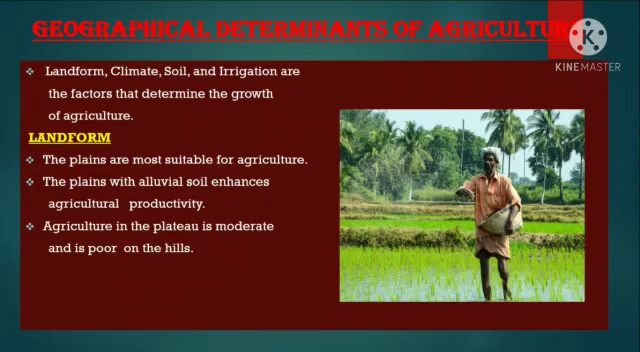 GEOGRAPHICAL DETERMINANTS OF AGRICULTUR
KINEMASTER
❖ Landform, Climate, Soil, and Irrigation are
the factors that determine the growth
of agriculture.
LANDFORM
❖ The plains are most suitable for agriculture.
❖ The plains with alluvial soil enhances
agricultural productivity.
❖ Agriculture in the plateau is moderate
and is poor on the hills.